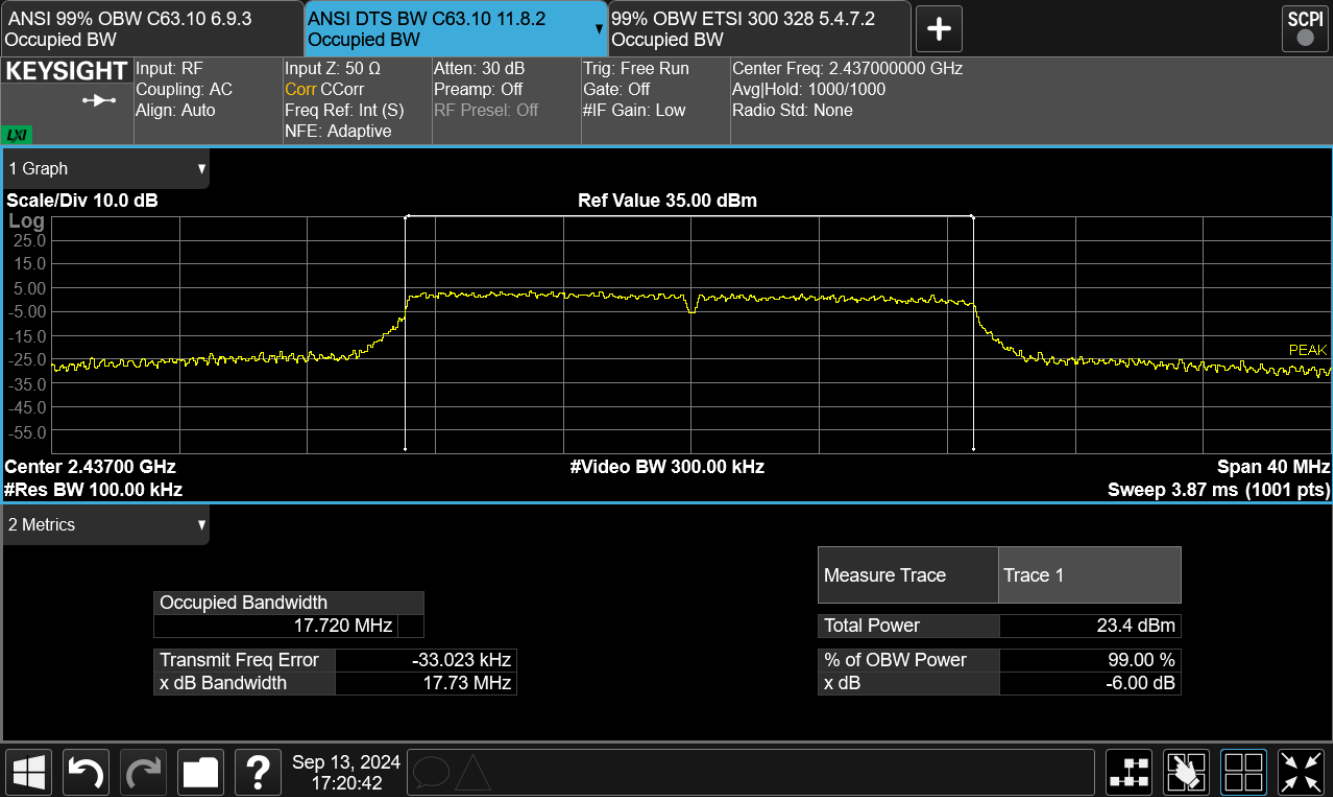 ANSI 99% OBW C63.10 6.9.3
Occupied BW
ANSI DTS BW C63.10 11.8.2
Occupied BW
99% OBW ETSI 300 328 5.4.7.2
Occupied BW
SCPI
KEYSIGHT
LXI
Input: RF
Coupling: AC
Align: Auto
Input Z: 50 Ω
Corr CCorr
Freq Ref: Int (S)
NFE: Adaptive
Atten: 30 dB
Preamp: Off
RF Presel: Off
Trig: Free Run
Gate: Off
#IF Gain: Low
Center Freq: 2.437000000 GHz
Avg|Hold: 1000/1000
Radio Std: None
1 Graph
Scale/Div 10.0 dB
Ref Value 35.00 dBm
Log
25.0
15.0
5.00
-5.00
-15.0
-25.0
-35.0
-45.0
-55.0
PEAK
Center 2.43700 GHz
#Video BW 300.00 kHz
Span 40 MHz
#Res BW 100.00 kHz
Sweep 3.87 ms (1001 pts)
2 Metrics
Measure Trace
Trace 1
Occupied Bandwidth
17.720 MHz
Total Power
23.4 dBm
Transmit Freq Error
-33.023 kHz
% of OBW Power
99.00 %
x dB Bandwidth
17.73 MHz
x dB
-6.00 dB
?
Sep 13, 2024
17:20:42